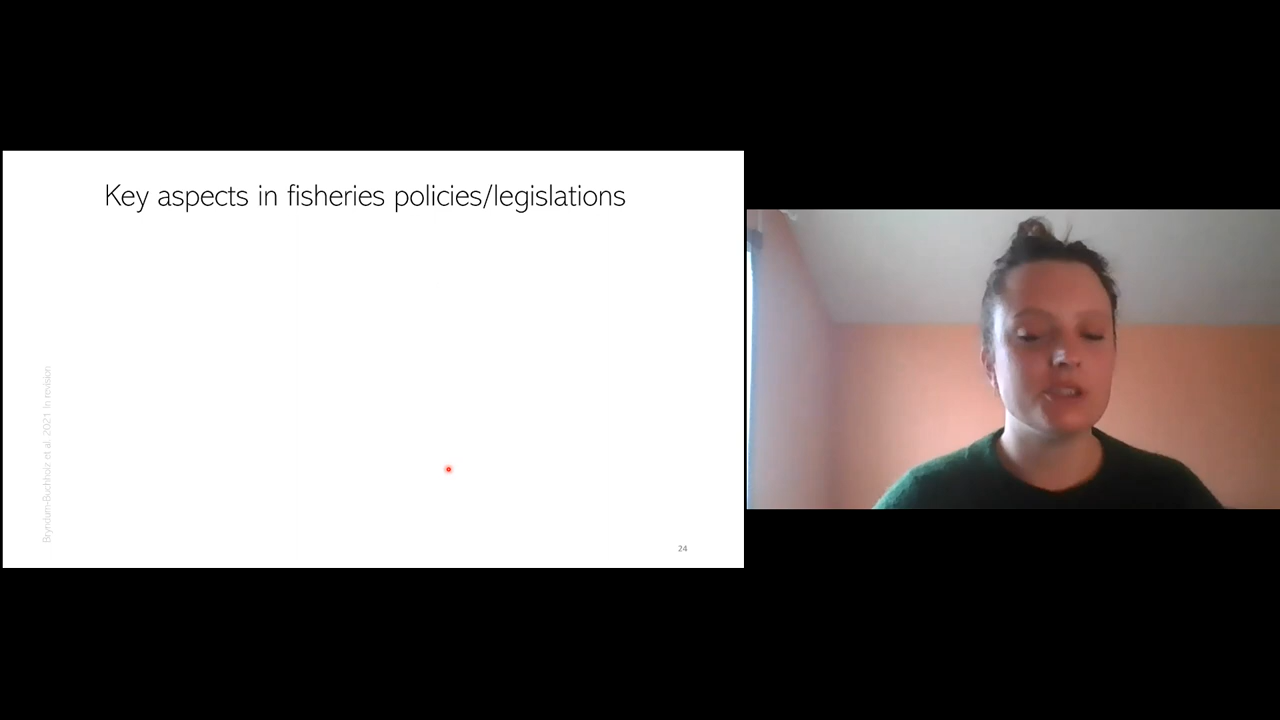 Key aspects in fisheries policies/legislations
Bryndum-Buchholz et al. 2021. In revision
24